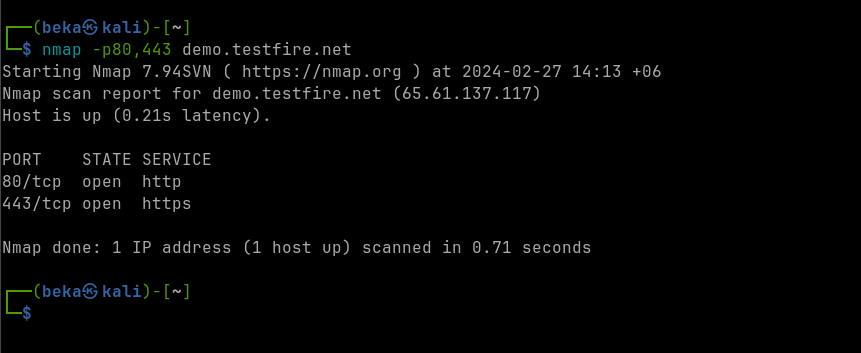 ┌──(beka㉿kali)-[~]
└─$ nmap -p80,443 demo.testfire.net
Starting Nmap 7.94SVN ( https://nmap.org ) at 2024-02-27 14:13 +06
Nmap scan report for demo.testfire.net (65.61.137.117)
Host is up (0.21s latency).
PORT    STATE SERVICE
80/tcp  open  http
443/tcp open  https
Nmap done: 1 IP address (1 host up) scanned in 0.71 seconds
┌──(beka㉿kali)-[~]
└─$